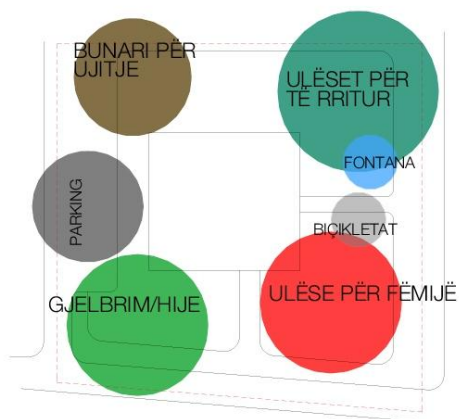 BUNARI PËR
UJITJE
ULËSET PËR
TË RRITUR
FONTANA
PARKING
BIÇIKLETAT
GJELBRIM/HIJE
ULËSE PËR FËMIJË